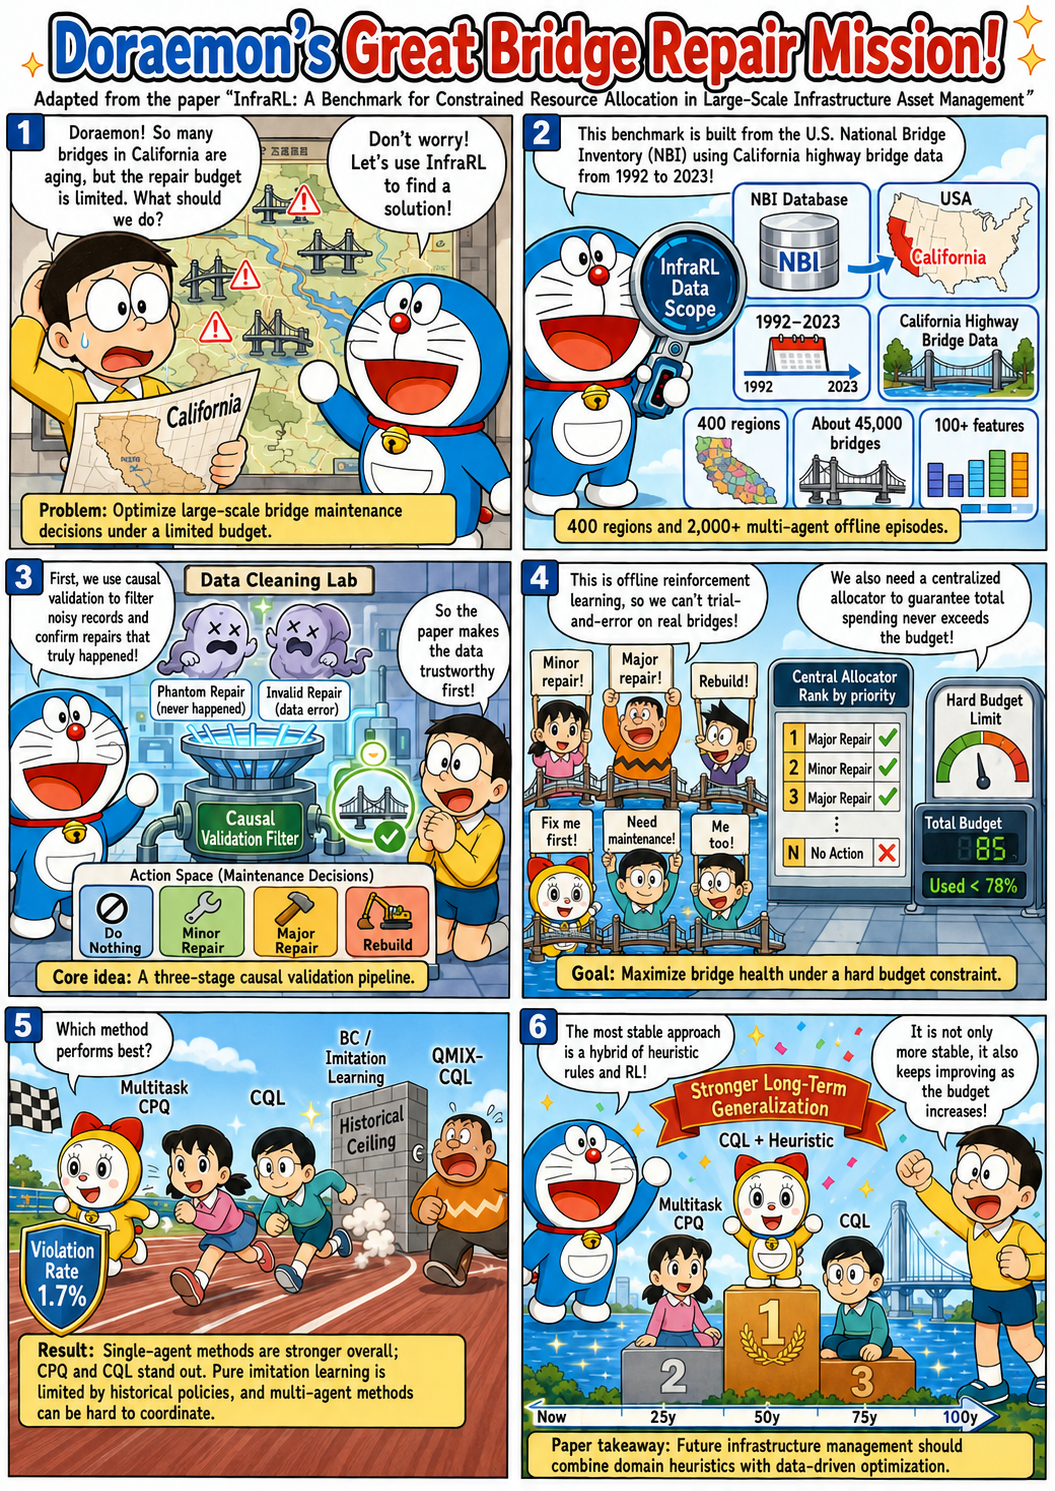 Doraemon's Great Bridge Repair Mission!
Adapted from the paper "InfraRL: A Benchmark for Constrained Resource Allocation in Large-Scale Infrastructure Asset Management"
1
Doraemon! So many
bridges in California are
aging, but the repair budget
is limited. What should
we do?
Don't worry!
Let's use InfraRL
to find a
solution!
California
Problem: Optimize large-scale bridge maintenance
decisions under a limited budget.
2
This benchmark is built from the U.S. National Bridge
Inventory (NBI) using California highway bridge data
from 1992 to 2023!
InfraRL
Data
Scope
NBI Database
NBI
USA
California
1992–2023
1992
2023
California Highway
Bridge Data
400 regions
About 45,000
bridges
100+ features
400 regions and 2,000+ multi-agent offline episodes.
3
First, we use causal
validation to filter
noisy records and
confirm repairs that
truly happened!
Data Cleaning Lab
So the
paper makes
the data
trustworthy
first!
Phantom Repair
(never happened)
Invalid Repair
(data error)
Causal
Validation Filter
Action Space (Maintenance Decisions)
Do
Nothing
Minor
Repair
Major
Repair
Rebuild
Core idea: A three-stage causal validation pipeline.
4
This is offline reinforcement
learning, so we can't trial-
and-error on real bridges!
We also need a centralized
allocator to guarantee total
spending never exceeds
the budget!
Minor
repair!
Major
repair!
Rebuild!
Fix me
first!
Need
maintenance!
Me
too!
Central Allocator
Rank by priority
1 Major Repair
2 Minor Repair
3 Major Repair
N No Action
Hard Budget
Limit
Total Budget
85
Used < 78%
Goal: Maximize bridge health under a hard budget constraint.
5
Which method
performs best?
Multitask
CPQ
CQL
BC /
Imitation
Learning
QMIX-
CQL
Historical
Ceiling
Violation
Rate
1.7%
Result: Single-agent methods are stronger overall;
CPQ and CQL stand out. Pure imitation learning is
limited by historical policies, and multi-agent methods
can be hard to coordinate.
6
The most stable approach
is a hybrid of heuristic
rules and RL!
It is not only
more stable, it also
keeps improving as
the budget
increases!
Stronger Long-Term
Generalization
CQL + Heuristic
Multitask
CPQ
CQL
1
2
3
Now
25y
50y
75y
100y
Paper takeaway: Future infrastructure management should
combine domain heuristics with data-driven optimization.